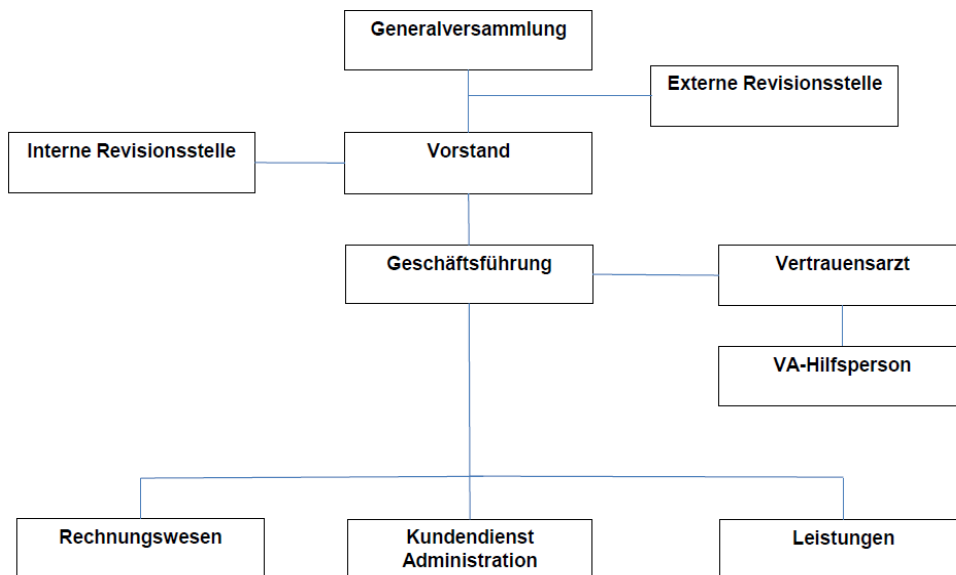 Generalversammlung
Externe Revisionsstelle
Interne Revisionsstelle
Vorstand
Geschäftsführung
Vertrauensarzt
VA-Hilfsperson
Rechnungswesen
Kundendienst
Administration
Leistungen